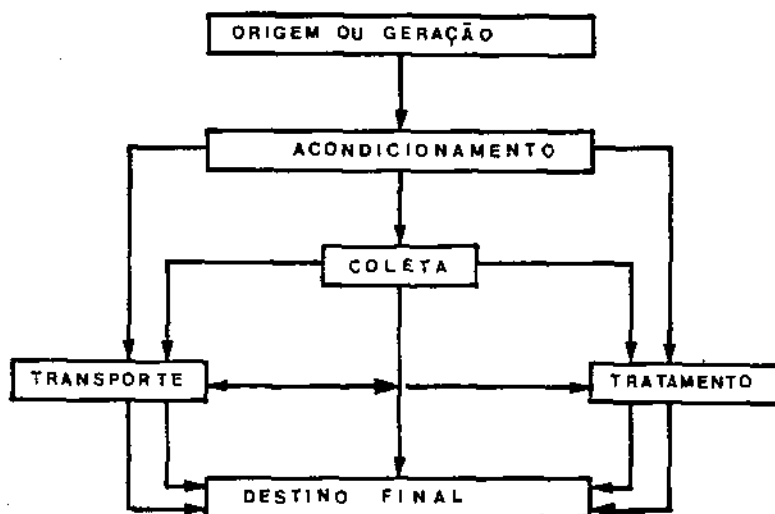 ORIGEM OU GERAÇÃO
ACONDICIONAMENTO
COLETA
TRANSPORTE
TRATAMENTO
DESTINO FINAL